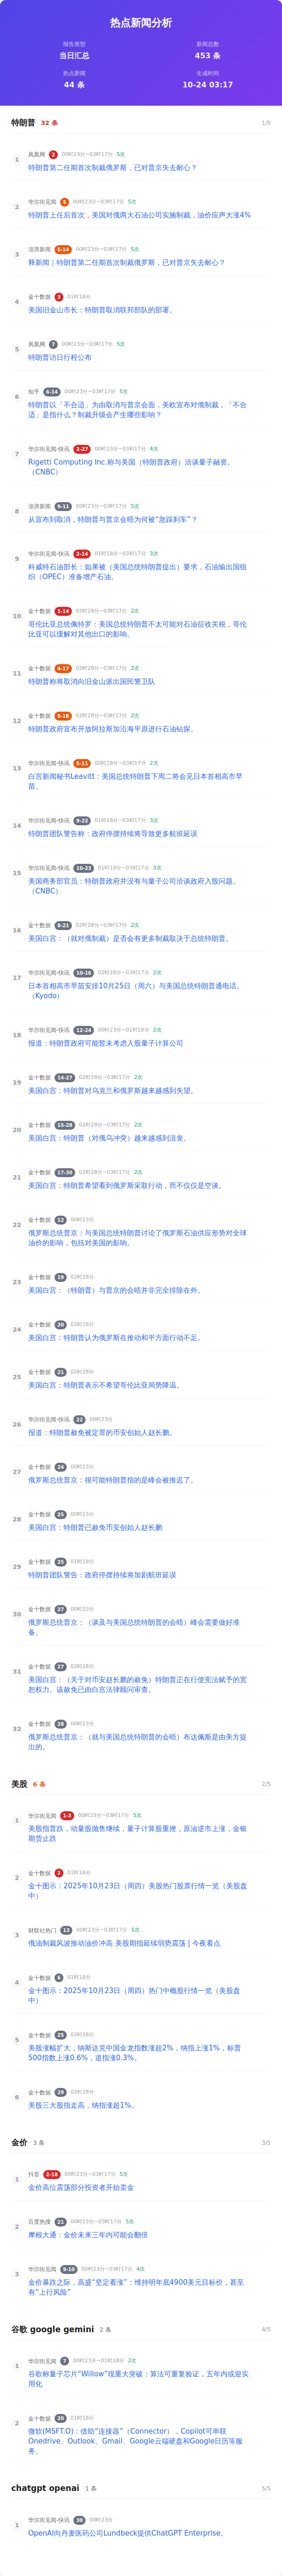 热点新闻分析
报告类型
当日汇总
新闻总数
453 条
热点新闻
44 条
生成时间
10-24 03:17
特朗普 32 条 1/5
1
凤凰网 2 00时23分~03时17分 5次
特朗普第二任期首次制裁俄罗斯，已对普京失去耐心？
2
华尔街见闻 5 00时23分~03时17分 5次
特朗普上任后首次，美国对俄两大石油公司实施制裁，油价应声大涨4%
3
澎湃新闻 5-14 00时23分~03时17分 5次
释新闻｜特朗普第二任期首次制裁俄罗斯，已对普京失去耐心？
4
金十数据 3 01时18分
美国旧金山市长：特朗普取消联邦部队的部署。
5
凤凰网 7 00时23分~03时17分 5次
特朗普访日行程公布
6
知乎 6-14 00时23分~03时17分 5次
特朗普以「不合适」为由取消与普京会面，美欧宣布对俄制裁，「不合
适」是指什么？制裁升级会产生哪些影响？
7
华尔街见闻-快讯 2-27 00时23分~03时17分 4次
Rigetti Computing Inc.称与美国（特朗普政府）洽谈量子融资。
（CNBC）
8
澎湃新闻 9-11 00时23分~03时17分 5次
从宣布到取消，特朗普与普京会晤为何被“急踩刹车”？
9
华尔街见闻-快讯 2-14 01时18分~03时17分 3次
科威特石油部长：如果被（美国总统特朗普提出）要求，石油输出国组
织（OPEC）准备增产石油。
10
金十数据 1-14 02时28分~03时17分 2次
哥伦比亚总统佩特罗：美国总统特朗普不太可能对石油征收关税，哥伦
比亚可以缓解对其他出口的影响。
11
金十数据 4-17 02时28分~03时17分 2次
特朗普称将取消向旧金山派出国民警卫队
12
金十数据 5-18 02时28分~03时17分 2次
特朗普政府宣布开放阿拉斯加沿海平原进行石油钻探。
13
华尔街见闻-快讯 5-11 02时28分~03时17分 2次
白宫新闻秘书Leavitt：美国总统特朗普下周二将会见日本首相高市早
苗。
14
华尔街见闻-快讯 9-22 01时18分~03时17分 3次
特朗普团队警告称：政府停摆持续将导致更多航班延误
15
华尔街见闻-快讯 10-23 01时18分~03时17分 3次
美国商务部官员：特朗普政府并没有与量子公司洽谈政府入股问题。
（CNBC）
16
金十数据 8-21 02时28分~03时17分 2次
美国白宫：（就对俄制裁）是否会有更多制裁取决于总统特朗普。
17
华尔街见闻-快讯 10-16 02时28分~03时17分 2次
日本首相高市早苗安排10月25日（周六）与美国总统特朗普通电话。
（Kyodo）
18
华尔街见闻-快讯 12-24 00时23分~01时18分 2次
报道：特朗普政府可能暂未考虑入股量子计算公司
19
金十数据 14-27 02时28分~03时17分 2次
美国白宫：特朗普对乌克兰和俄罗斯越来越感到失望。
20
金十数据 15-28 02时28分~03时17分 2次
美国白宫：特朗普（对俄乌冲突）越来越感到沮丧。
21
金十数据 17-30 02时28分~03时17分 2次
美国白宫：特朗普希望看到俄罗斯采取行动，而不仅仅是空谈。
22
金十数据 12 00时23分
俄罗斯总统普京：与美国总统特朗普讨论了俄罗斯石油供应形势对全球
油价的影响，包括对美国的影响。
23
金十数据 19 02时28分
美国白宫：（特朗普）与普京的会晤并非完全排除在外。
24
金十数据 20 02时28分
美国白宫：特朗普认为俄罗斯在推动和平方面行动不足。
25
金十数据 21 02时28分
美国白宫：特朗普表示不希望哥伦比亚局势降温。
26
华尔街见闻-快讯 22 00时23分
报道：特朗普赦免被定罪的币安创始人赵长鹏。
27
金十数据 24 00时23分
俄罗斯总统普京：很可能特朗普指的是峰会被推迟了。
28
金十数据 25 00时23分
美国白宫：特朗普已赦免币安创始人赵长鹏
29
金十数据 25 01时18分
特朗普团队警告：政府停摆持续将加剧航班延误
30
金十数据 27 00时23分
俄罗斯总统普京：（谈及与美国总统特朗普的会晤）峰会需要做好准
备。
31
金十数据 27 02时28分
美国白宫：（关于对币安赵长鹏的赦免）特朗普正在行使宪法赋予的宽
恕权力。该赦免已由白宫法律顾问审查。
32
金十数据 28 00时23分
俄罗斯总统普京：（就与美国总统特朗普的会晤）布达佩斯是由美方提
出的。
美股 6 条 2/5
1
华尔街见闻 1-3 00时23分~03时17分 5次
美股指普跌，动量股抛售继续，量子计算股重挫，原油逆市上涨，金银
期货止跌
2
金十数据 2 01时18分
金十图示：2025年10月23日（周四）美股热门股票行情一览（美股盘
中）
3
财联社热门 13 00时23分~03时17分 5次
俄油制裁风波推动油价冲高 美股期指延续弱势震荡 | 今夜看点
4
金十数据 6 01时18分
金十图示：2025年10月23日（周四）热门中概股行情一览（美股盘
中）
5
金十数据 25 02时28分
美股涨幅扩大，纳斯达克中国金龙指数涨超2%，纳指上涨1%，标普
500指数上涨0.6%，道指涨0.3%。
6
金十数据 29 02时28分
美股三大股指走高，纳指涨超1%。
金价 3 条 3/5
1
抖音 2-18 00时23分~03时17分 5次
金价高位震荡部分投资者开始卖金
2
百度热搜 21 00时23分~03时17分 5次
摩根大通：金价未来三年内可能会翻倍
3
华尔街见闻 9-10 00时23分~03时17分 4次
金价暴跌之际，高盛“坚定看涨”：维持明年底4900美元目标价，甚至
有“上行风险”
谷歌 google gemini 2 条 4/5
1
华尔街见闻 7 00时23分~01时18分 2次
谷歌称量子芯片“Willow”现重大突破：算法可重复验证，五年内或迎实
用化
2
金十数据 20 01时18分
微软(MSFT.O)：借助“连接器”（Connector），Copilot可串联
Onedrive、Outlook、Gmail、Google云端硬盘和Google日历等服
务。
chatgpt openai 1 条 5/5
1
华尔街见闻-快讯 30 00时23分
OpenAI向丹麦医药公司Lundbeck提供ChatGPT Enterprise。